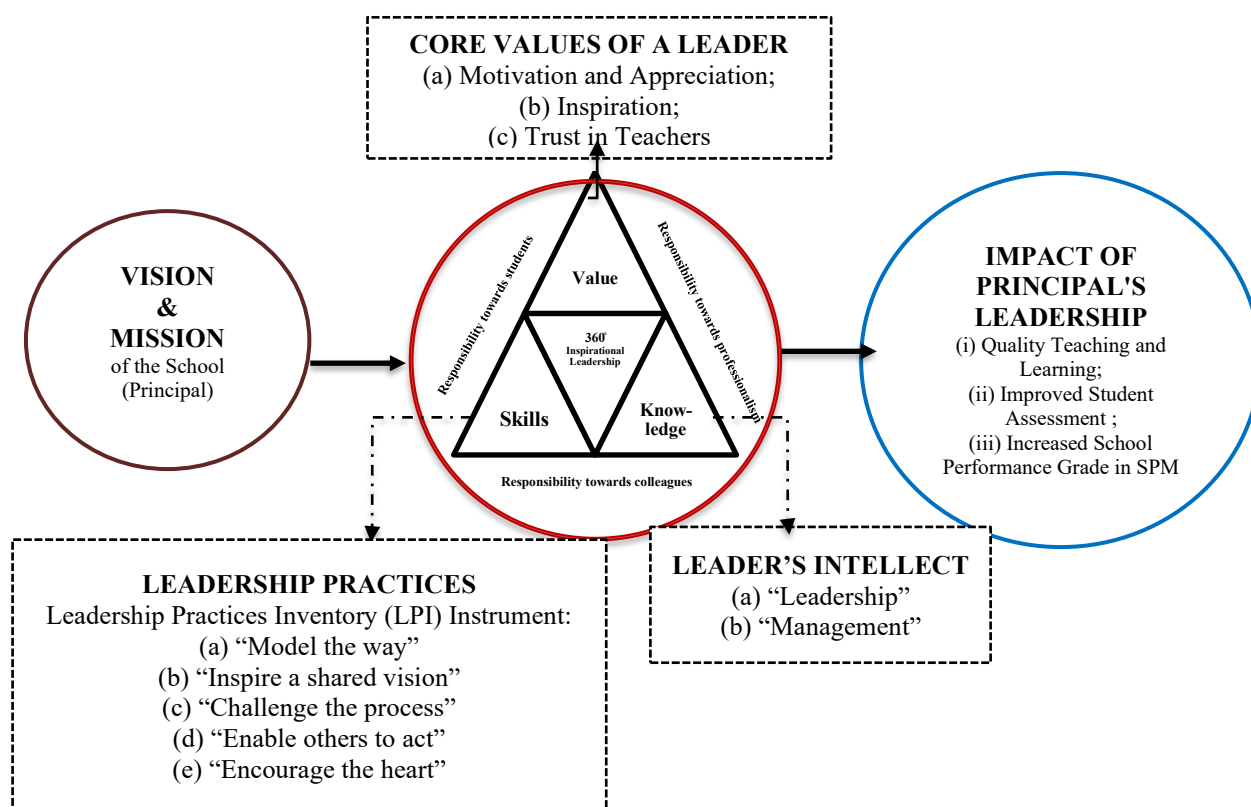 CORE VALUES OF A LEADER
(a) Motivation and Appreciation;
(b) Inspiration;
(c) Trust in Teachers
VISION
&
MISSION
of the School
(Principal)
Responsibility towards students
Value
Responsibility towards professionalism
360°
Inspirational
Leadership
Skills
Know-
ledge
Responsibility towards colleagues
IMPACT OF
PRINCIPAL'S
LEADERSHIP
(i) Quality Teaching and
Learning;
(ii) Improved Student
Assessment ;
(iii) Increased School
Performance Grade in SPM
LEADERSHIP PRACTICES
Leadership Practices Inventory (LPI) Instrument:
(a) “Model the way”
(b) “Inspire a shared vision”
(c) “Challenge the process”
(d) “Enable others to act”
(e) “Encourage the heart”
LEADER’S INTELLECT
(a) “Leadership”
(b) “Management”